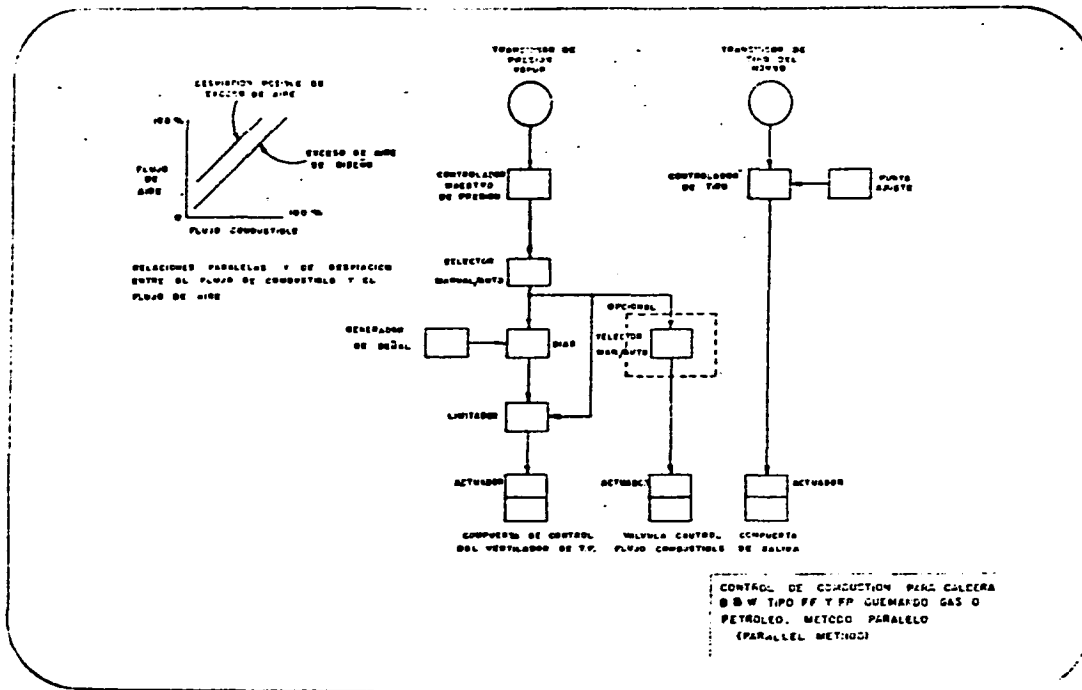 TRANSMISOR DE
PRESION
VAPOR
TRANSMISOR DE
TIRO DEL
HORNO
DESVIACION POSIBLE DE
EXCESO DE AIRE
100 %
EXCESO DE AIRE
DE DISEÑO
FLUJO
DE
AIRE
0
100 %
FLUJO COMBUSTIBLE
RELACIONES PARALELAS Y DE DESVIACION
ENTRE EL FLUJO DE COMBUSTIBLE Y EL
FLUJO DE AIRE
CONTROLADOR
MAESTRO
DE PRESION
CONTROLADOR
DE TIRO
PUNTO
AJUSTE
SELECTOR
MANUAL/AUTO
OPCIONAL
GENERADOR
DE SEÑAL
BIAS
SELECTOR
MAN/AUTO
LIMITADOR
ACTUADOR
ACTUADOR
ACTUADOR
COMPUERTA DE CONTROL
DEL VENTILADOR DE T.F.
VALVULA CONTROL
FLUJO COMBUSTIBLE
COMPUERTA
DE SALIDA
CONTROL DE COMBUSTION PARA CALDERA
B & W TIPO FF Y FP QUEMANDO GAS O
PETROLEO. METODO PARALELO
(PARALLEL METHOD)